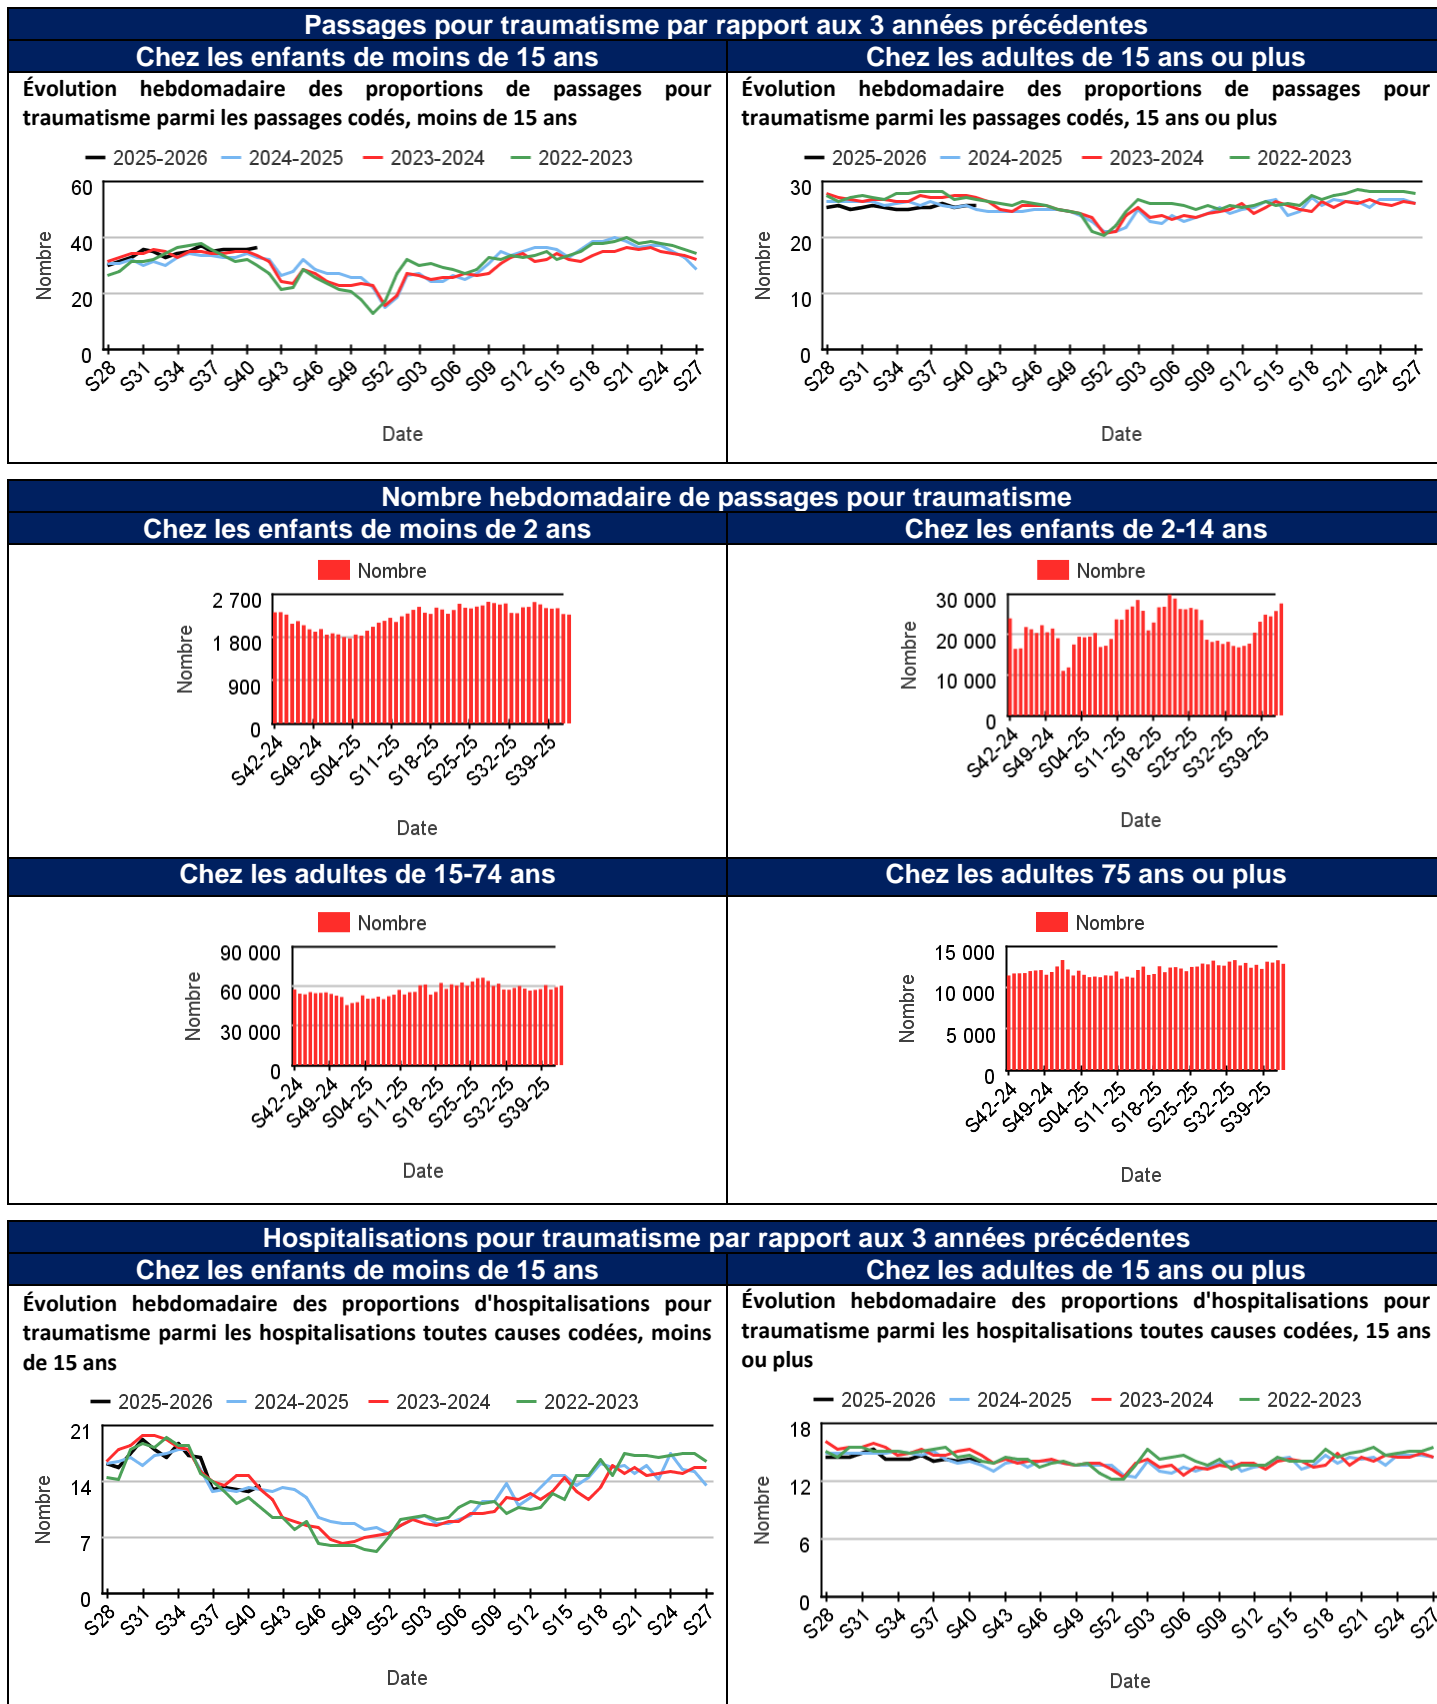 Passages pour traumatisme par rapport aux 3 années précédentes
Chez les enfants de moins de 15 ans
Chez les adultes de 15 ans ou plus
Évolution hebdomadaire des proportions de passages pour
traumatisme parmi les passages codés, moins de 15 ans
2025-2026 2024-2025 2023-2024 2022-2023
60
40
20
0
Nombre
S28 S31 S34 S37 S40 S43 S46 S49 S52 S03 S06 S09 S12 S15 S18 S21 S24 S27
Date
Évolution hebdomadaire des proportions de passages pour
traumatisme parmi les passages codés, 15 ans ou plus
2025-2026 2024-2025 2023-2024 2022-2023
30
20
10
0
Nombre
S28 S31 S34 S37 S40 S43 S46 S49 S52 S03 S06 S09 S12 S15 S18 S21 S24 S27
Date
Nombre hebdomadaire de passages pour traumatisme
Chez les enfants de moins de 2 ans
Chez les enfants de 2-14 ans
Nombre
2 700
1 800
900
0
Nombre
S42-24 S49-24 S04-25 S11-25 S18-25 S25-25 S32-25 S39-25
Date
Nombre
30 000
20 000
10 000
0
Nombre
S42-24 S49-24 S04-25 S11-25 S18-25 S25-25 S32-25 S39-25
Date
Chez les adultes de 15-74 ans
Chez les adultes 75 ans ou plus
Nombre
90 000
60 000
30 000
0
Nombre
S42-24 S49-24 S04-25 S11-25 S18-25 S25-25 S32-25 S39-25
Date
Nombre
15 000
10 000
5 000
0
Nombre
S42-24 S49-24 S04-25 S11-25 S18-25 S25-25 S32-25 S39-25
Date
Hospitalisations pour traumatisme par rapport aux 3 années précédentes
Chez les enfants de moins de 15 ans
Chez les adultes de 15 ans ou plus
Évolution hebdomadaire des proportions d'hospitalisations pour
traumatisme parmi les hospitalisations toutes causes codées, moins
de 15 ans
2025-2026 2024-2025 2023-2024 2022-2023
21
14
7
0
Nombre
S28 S31 S34 S37 S40 S43 S46 S49 S52 S03 S06 S09 S12 S15 S18 S21 S24 S27
Date
Évolution hebdomadaire des proportions d'hospitalisations pour
traumatisme parmi les hospitalisations toutes causes codées, 15 ans
ou plus
2025-2026 2024-2025 2023-2024 2022-2023
18
12
6
0
Nombre
S28 S31 S34 S37 S40 S43 S46 S49 S52 S03 S06 S09 S12 S15 S18 S21 S24 S27
Date